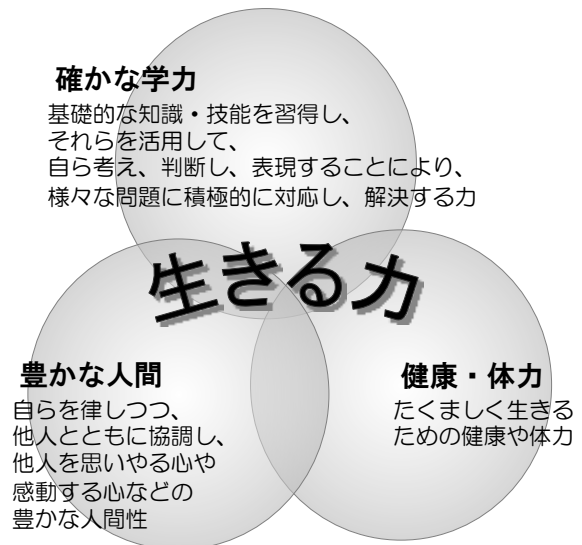 確かな学力
基礎的な知識・技能を習得し、
それらを活用して、
自ら考え、判断し、表現することにより、
様々な問題に積極的に対応し、解決する力
生きる力
豊かな人間
自らを律しつつ、
他人とともに協調し、
他人を思いやる心や
感動する心などの
豊かな人間性
健康・体力
たくましく生きる
ための健康や体力